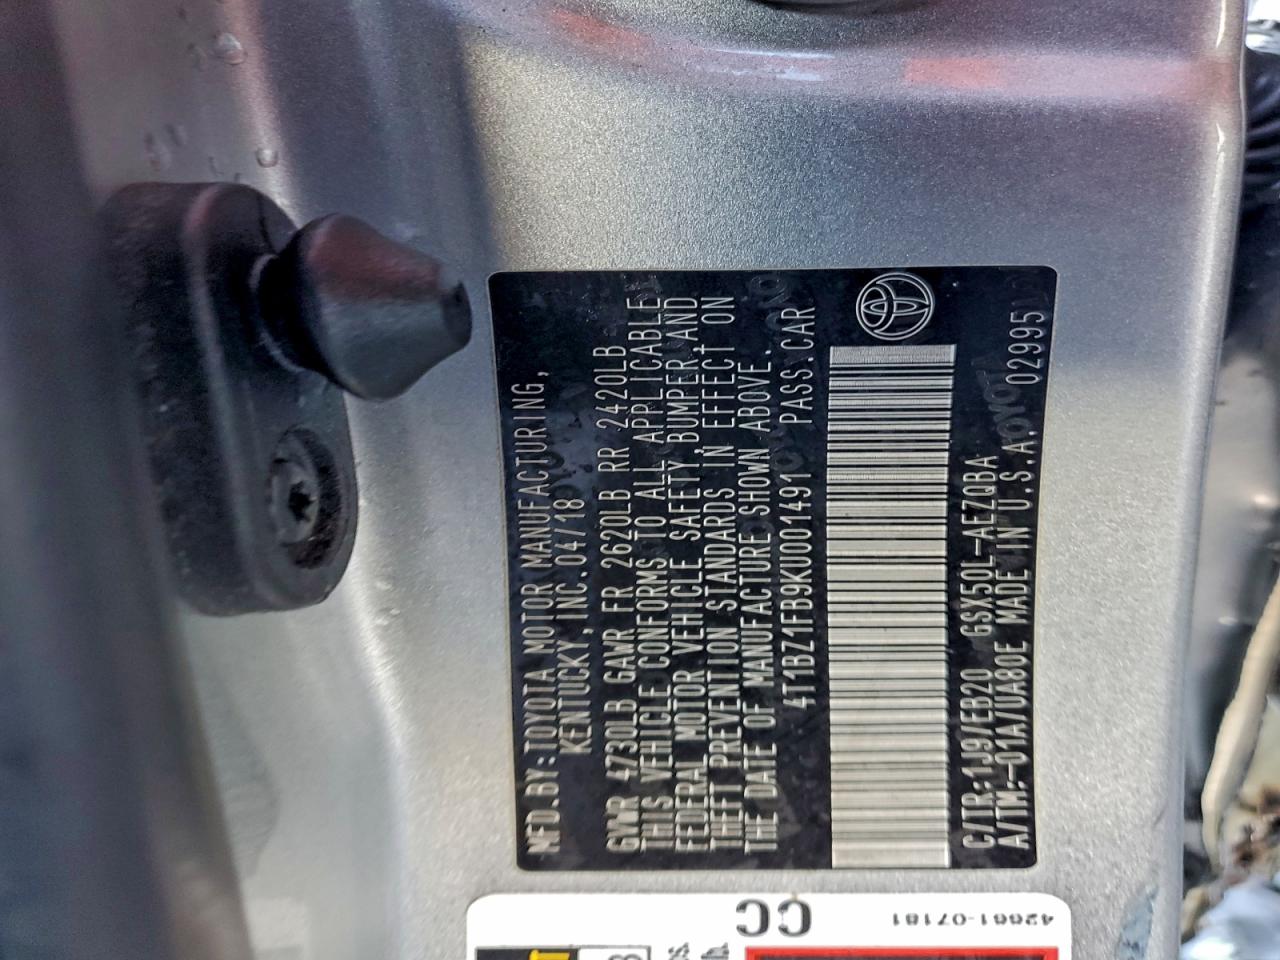 MFD.BY:TOYOTA MOTOR MANUFACTURING,
KENTUCKY,INC.04/18
GVWR 4730LB GAWR FR 2620LB RR 2420LB
THIS VEHICLE CONFORMS TO ALL APPLICABLE
FEDERAL MOTOR VEHICLE SAFETY,BUMPER,AND
THEFT PREVENTION STANDARDS IN EFFECT ON
THE DATE OF MANUFACTURE SHOWN ABOVE.
4T1BZ1FB9KU001491 PASS.CAR
C/TR:1J9/EB20 GSX50L-AEZQBA
A/TM:-01A/UA80E MADE IN U.S.A. 02995
CC
42661-07181